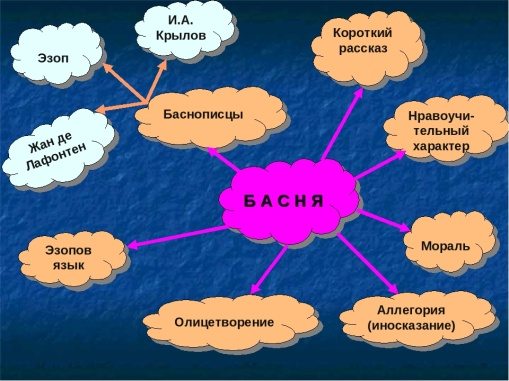 И.А.
Крылов
Эзоп
Короткий
рассказ
Баснописцы
Нравоучи-
тельный
характер
Жан де
Лафонтен
Б А С Н Я
Эзопов
язык
Мораль
Олицетворение
Аллегория
(иносказание)